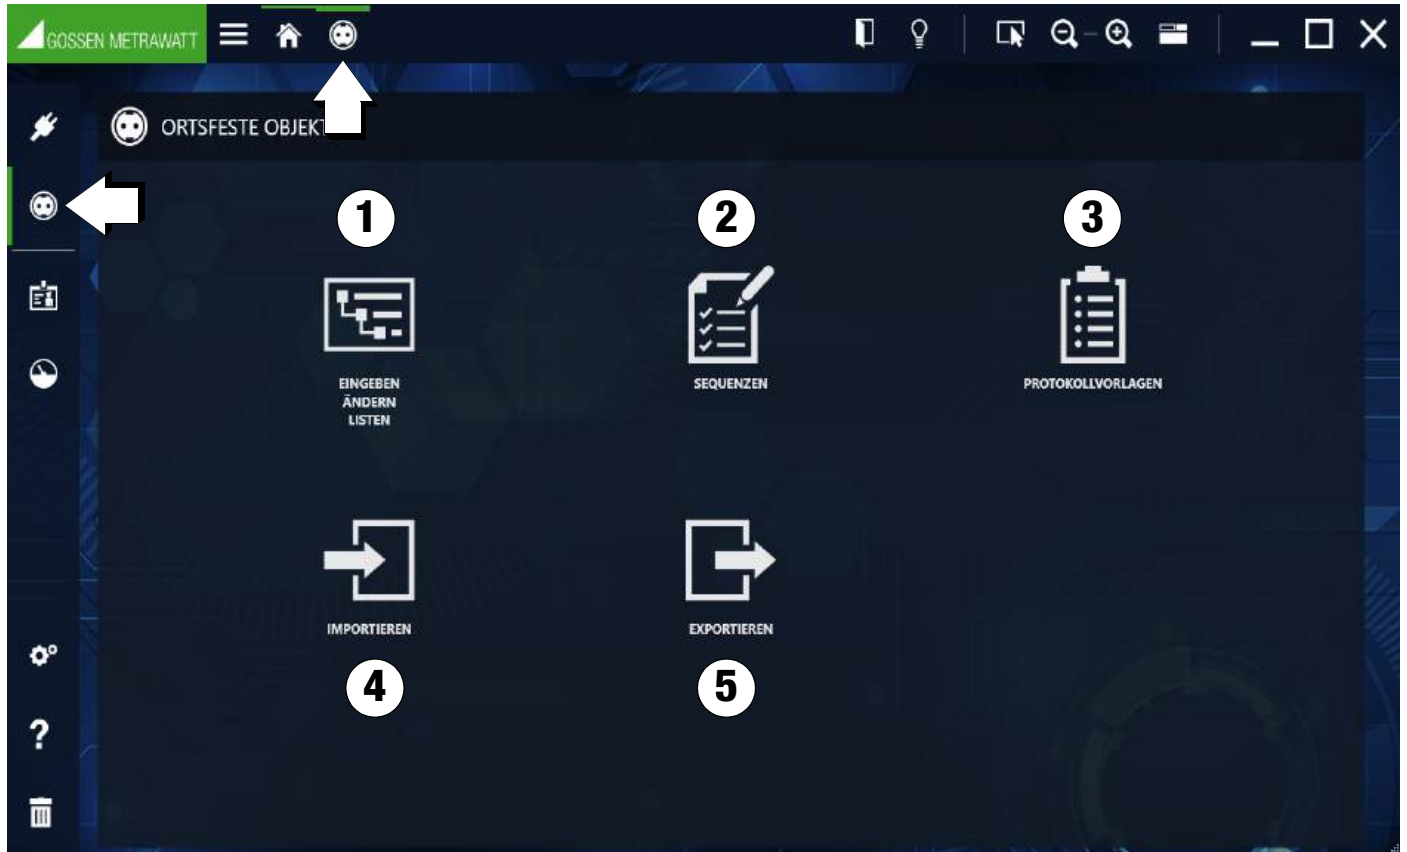 GOSSEN METRAWATT
ORTSFESTE OBJEKT
1
2
3
EINGEBEN
ÄNDERN
LISTEN
SEQUENZEN
PROTOKOLLVORLAGEN
IMPORTIEREN
EXPORTIEREN
4
5
?